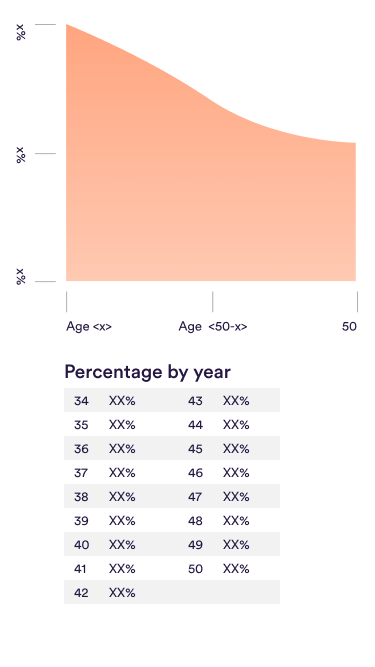 x%
x%
x%
Age <x> Age <50-x> 50
Percentage by year
34 XX% 43 XX%
35 XX% 44 XX%
36 XX% 45 XX%
37 XX% 46 XX%
38 XX% 47 XX%
39 XX% 48 XX%
40 XX% 49 XX%
41 XX% 50 XX%
42 XX%